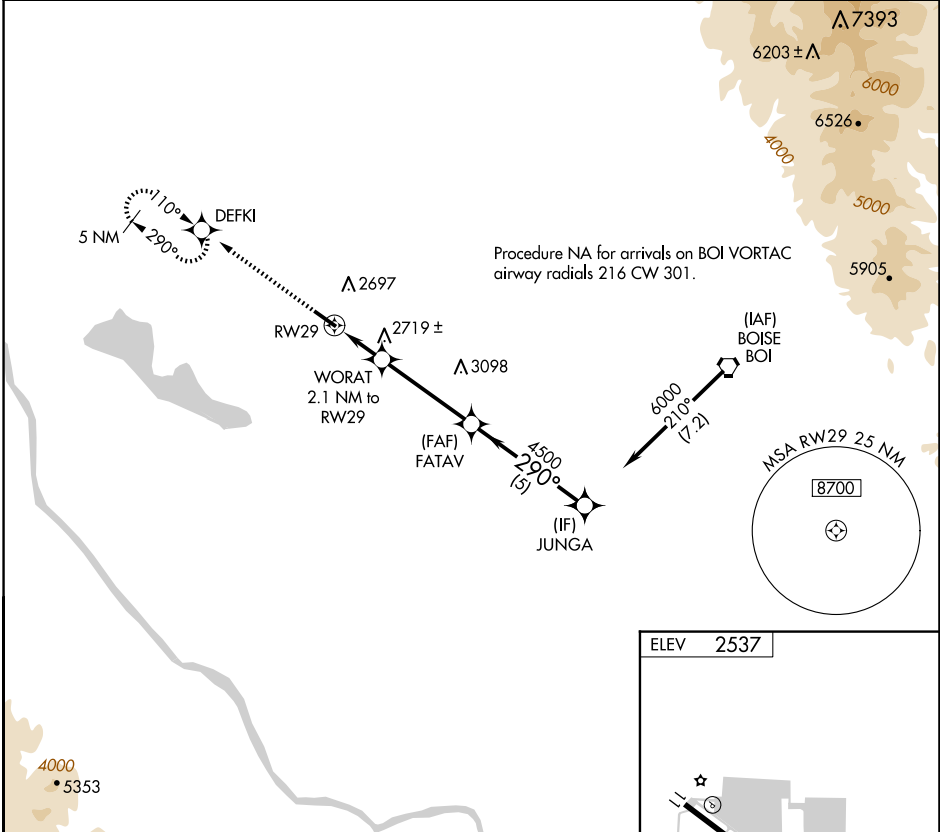 7393
6203 ±
6000
6526
4000
5000
5905
110°
290°
5 NM
DEFKI
Procedure NA for arrivals on BOI VORTAC
airway radials 216 CW 301.
2697
RW29
2719 ±
WORAT
2.1 NM to
RW29
3098
(IAF)
BOISE
BOI
6000
210°
(7.2)
(FAF)
FATAV
4500
290°
(5)
(IF)
JUNGA
MSA RW29 25 NM
8700
ELEV 2537
4000
5353
11